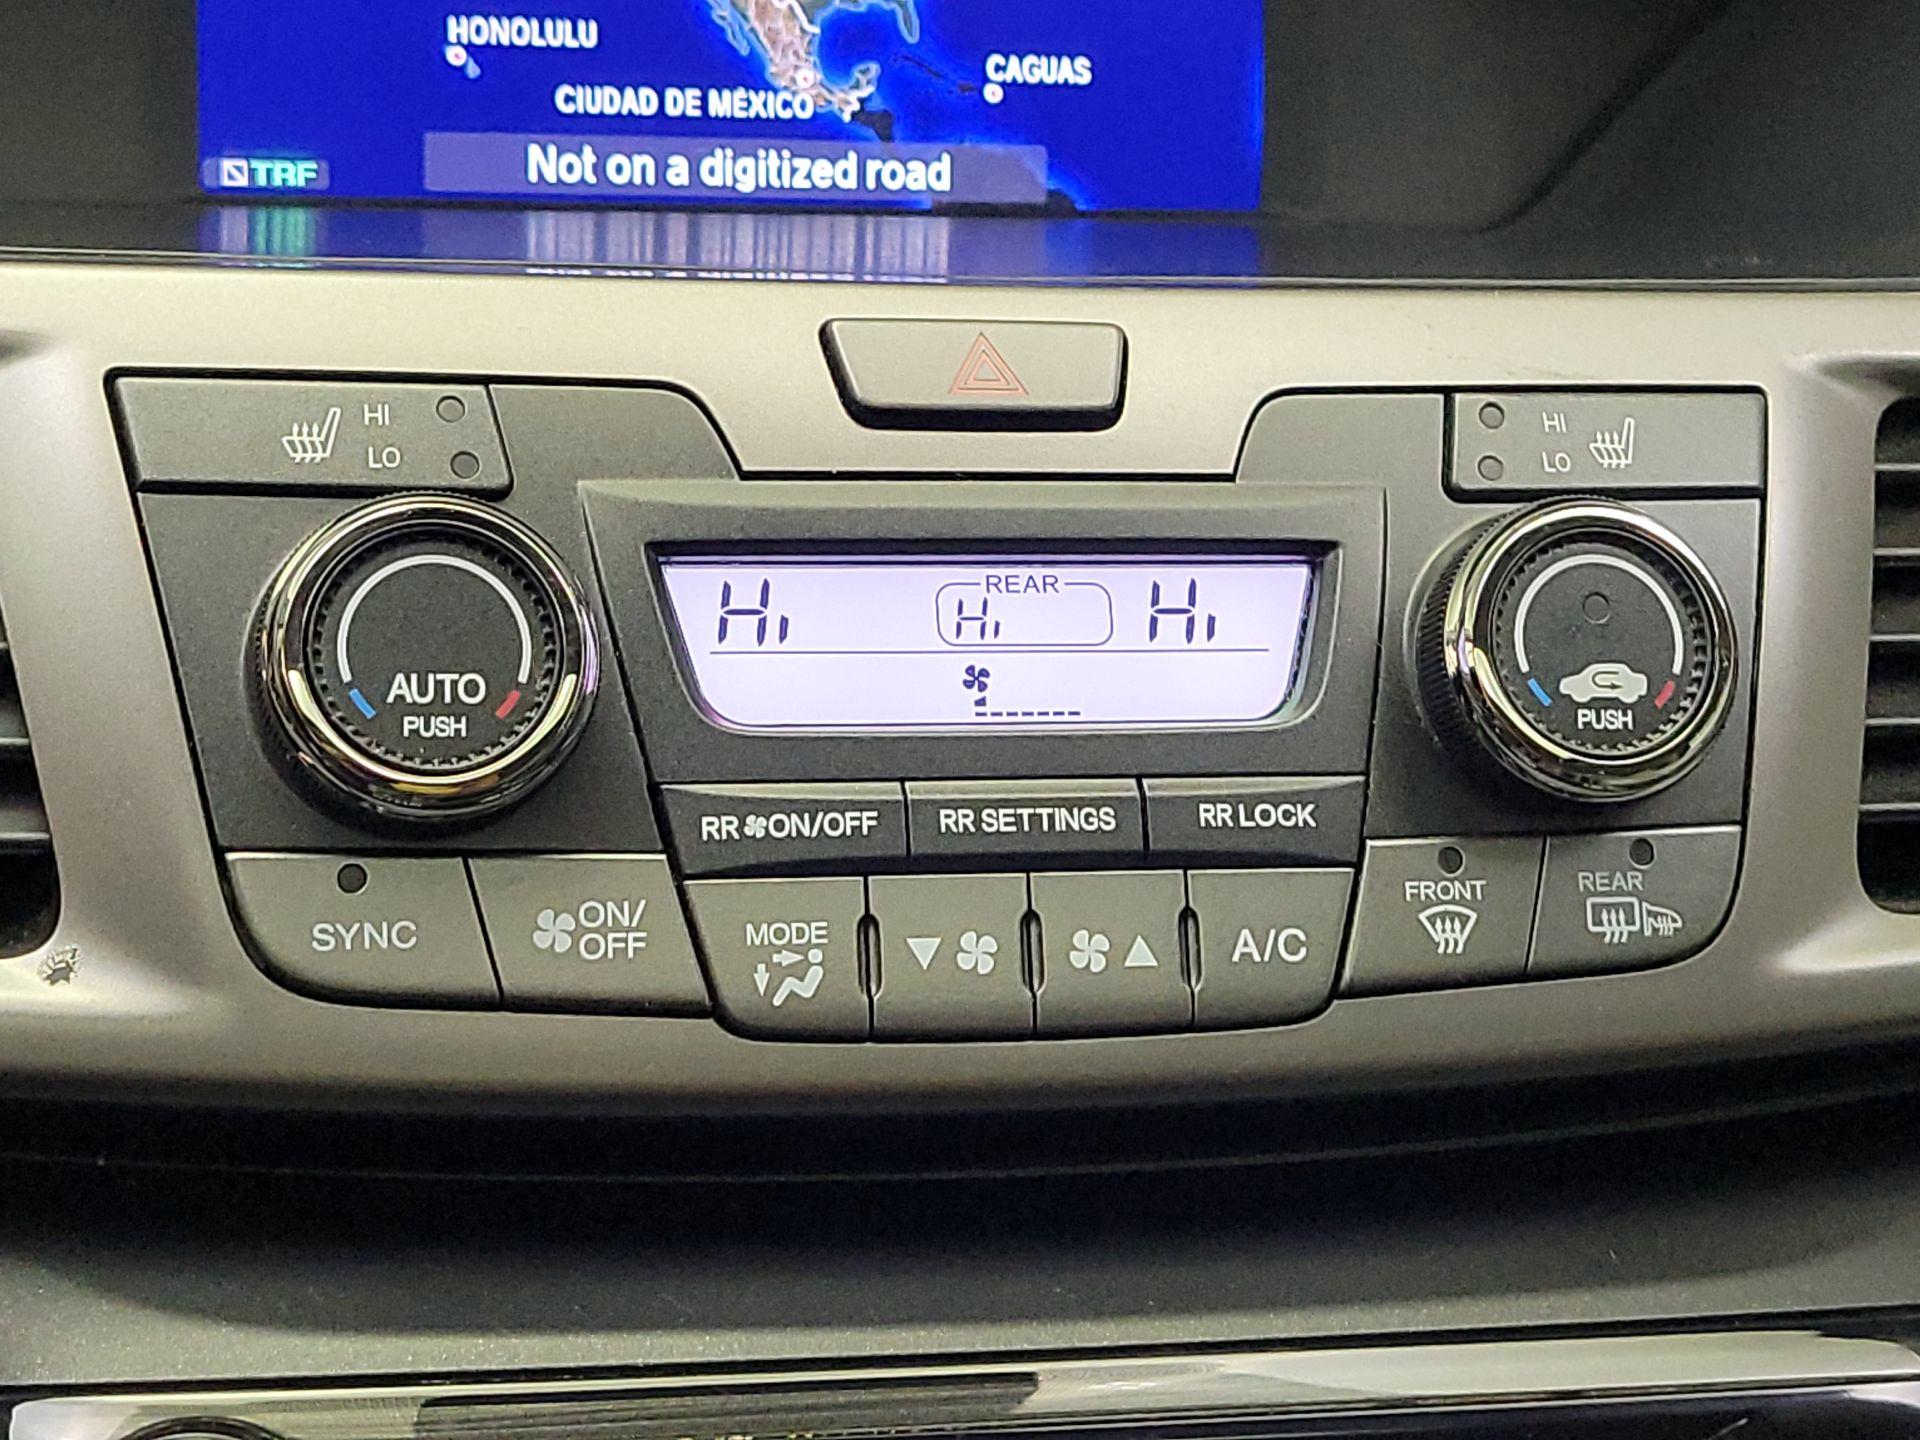 HONOLULU
CAGUAS
CIUDAD DE MÉXICO
TRF
Not on a digitized road
HI
LO
HI
LO
Hi
REAR
Hi
Hi
AUTO
PUSH
PUSH
RR ON/OFF
RR SETTINGS
RR LOCK
SYNC
ON/
OFF
MODE
A/C
FRONT
REAR